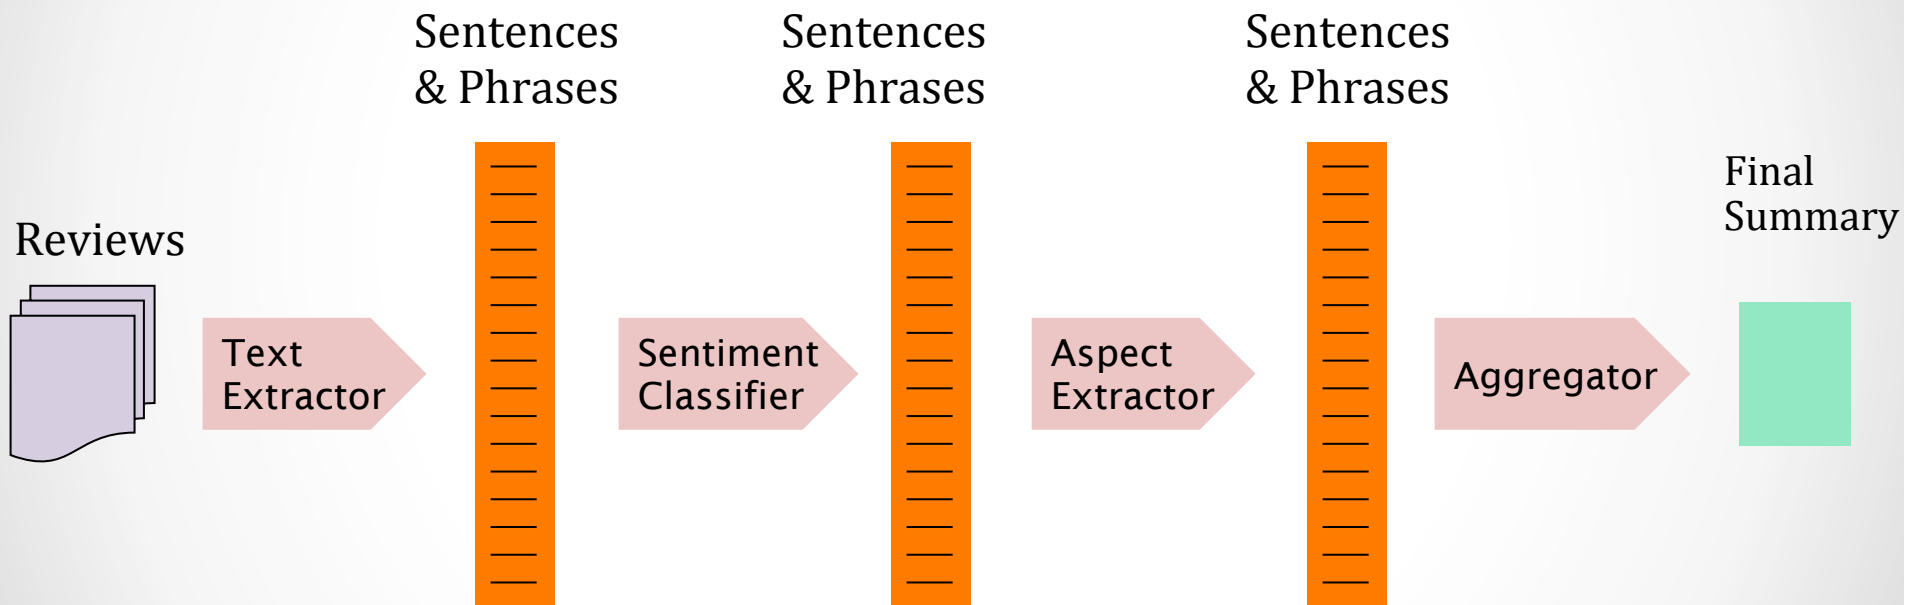 Sentences
& Phrases
Sentences
& Phrases
Sentences
& Phrases
Final
Summary
Reviews
Text
Extractor
Sentiment
Classifier
Aspect
Extractor
Aggregator